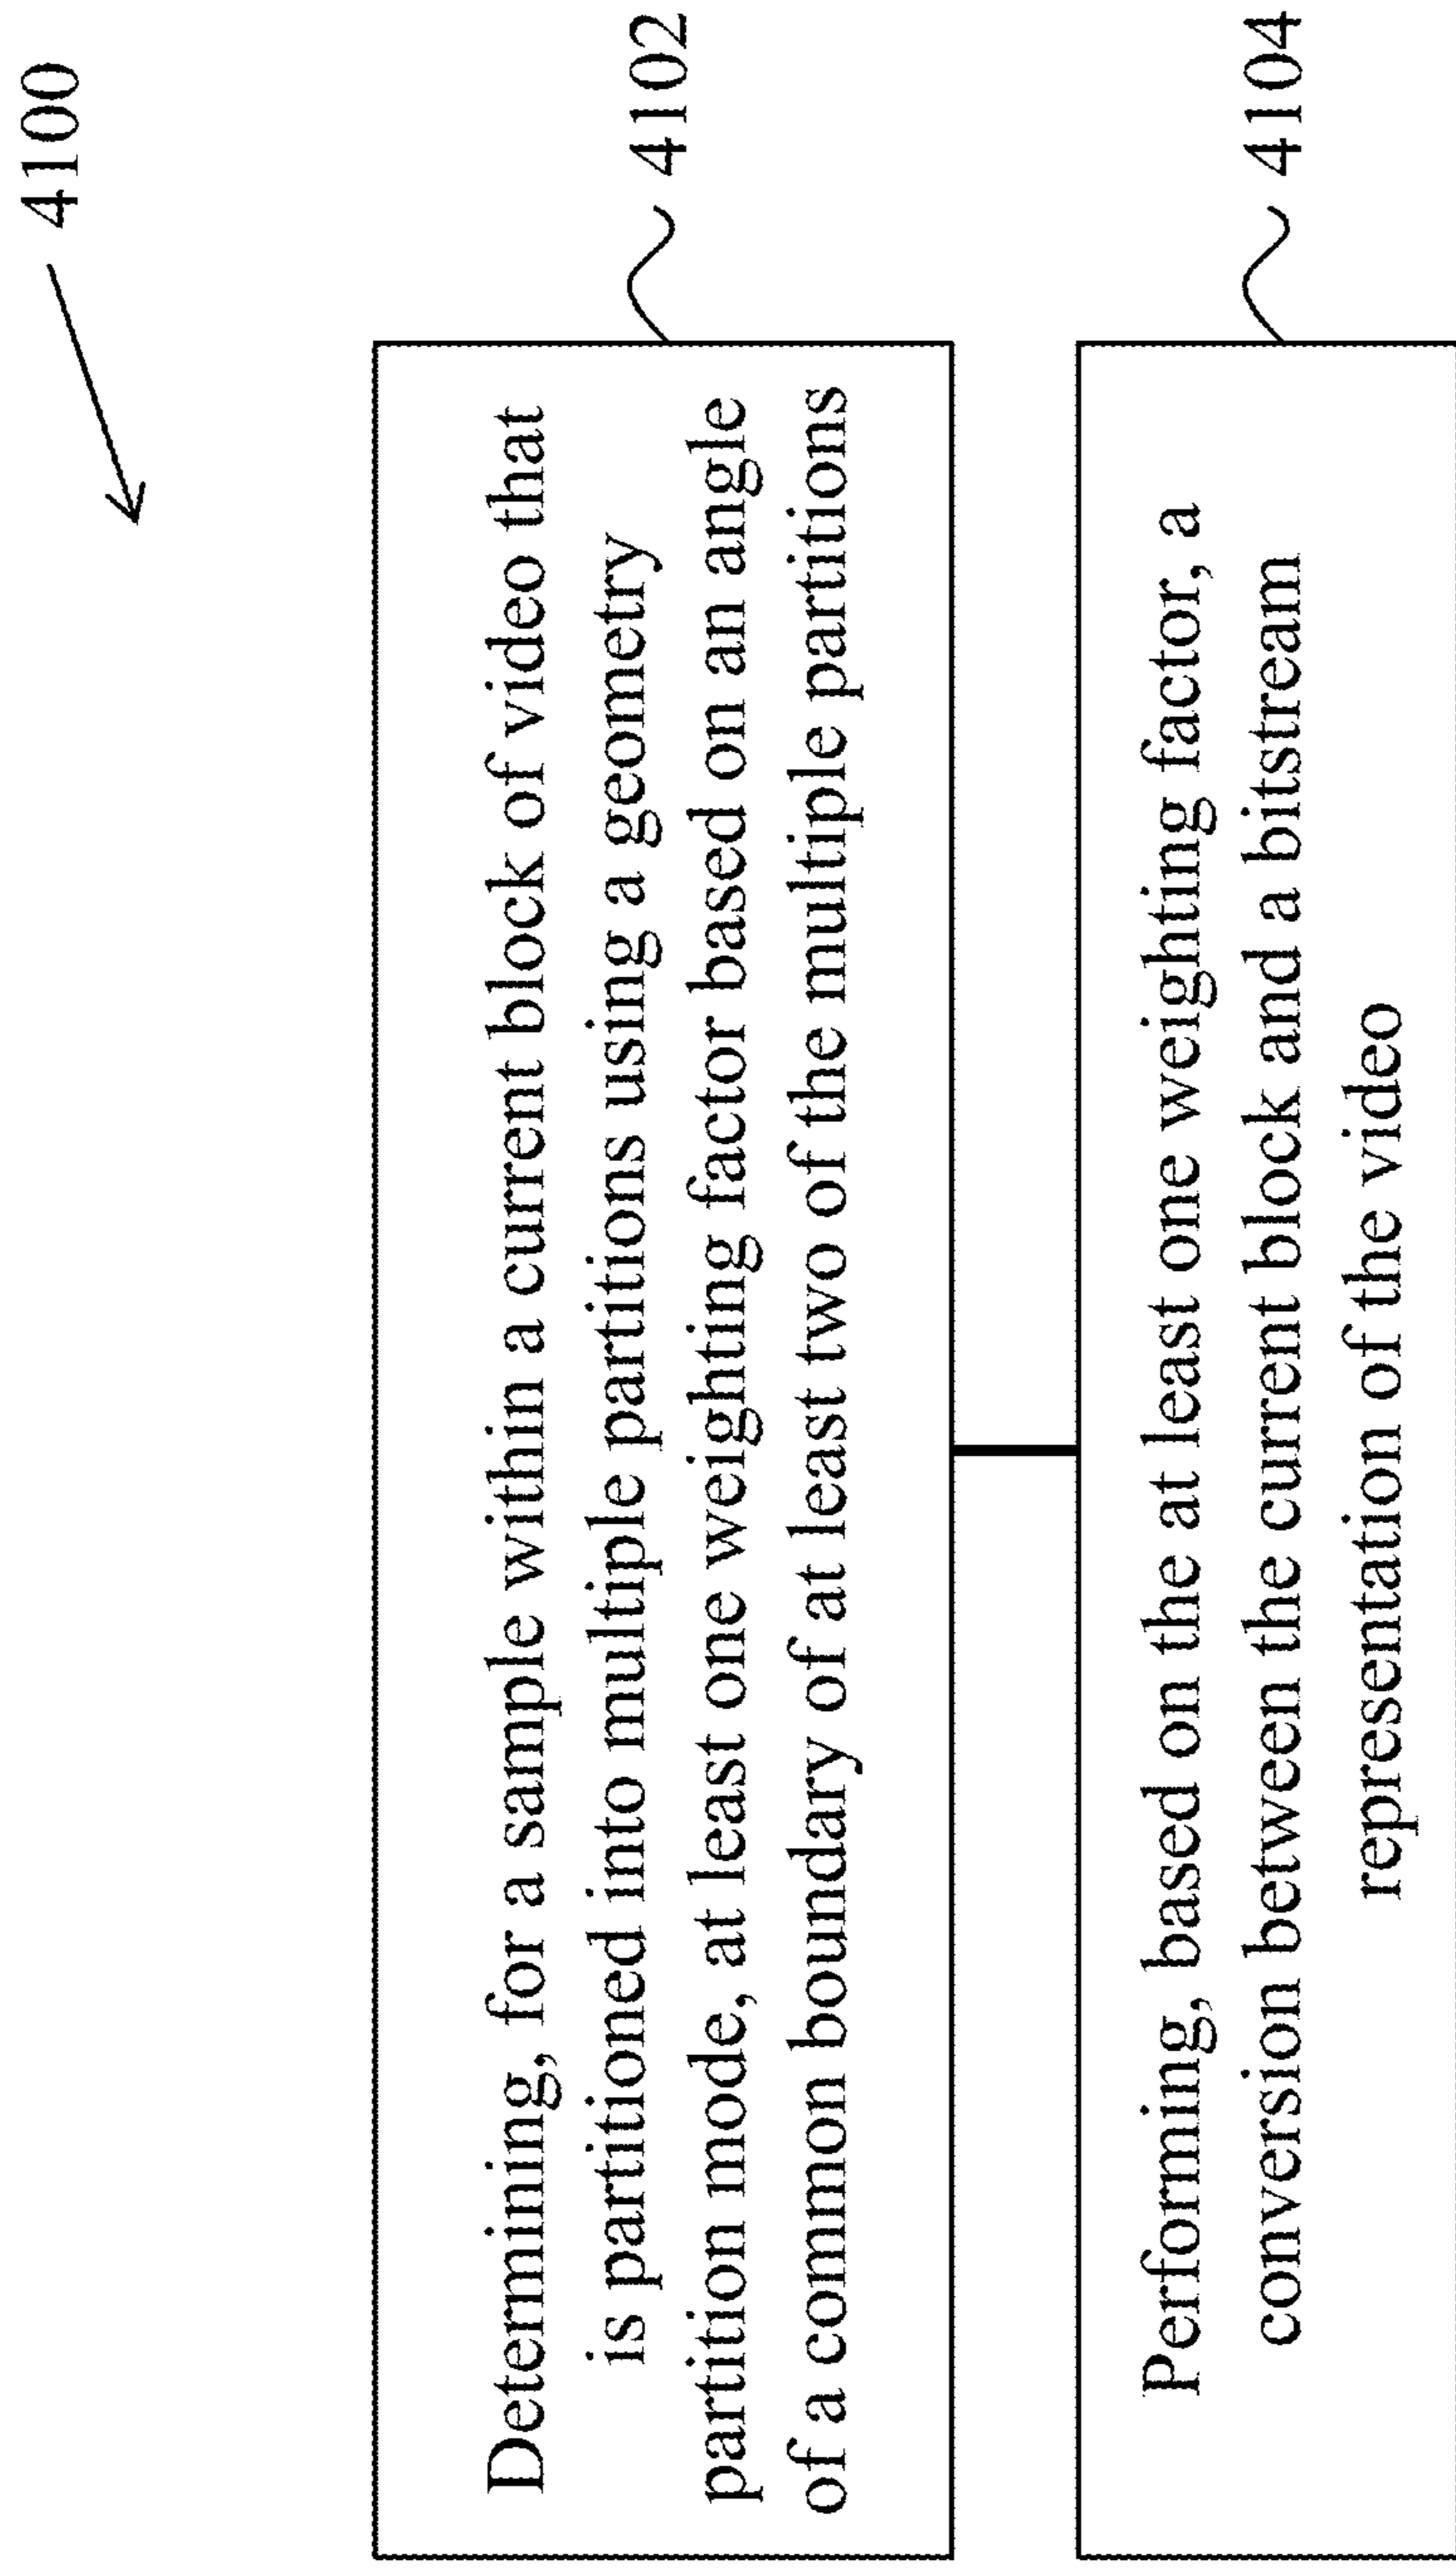 4100
Determining, for a sample within a current block of video that
is partitioned into multiple partitions using a geometry
partition mode, at least one weighting factor based on an angle
of a common boundary of at least two of the multiple partitions
4102
Performing, based on the at least one weighting factor, a
conversion between the current block and a bitstream
representation of the video
4104